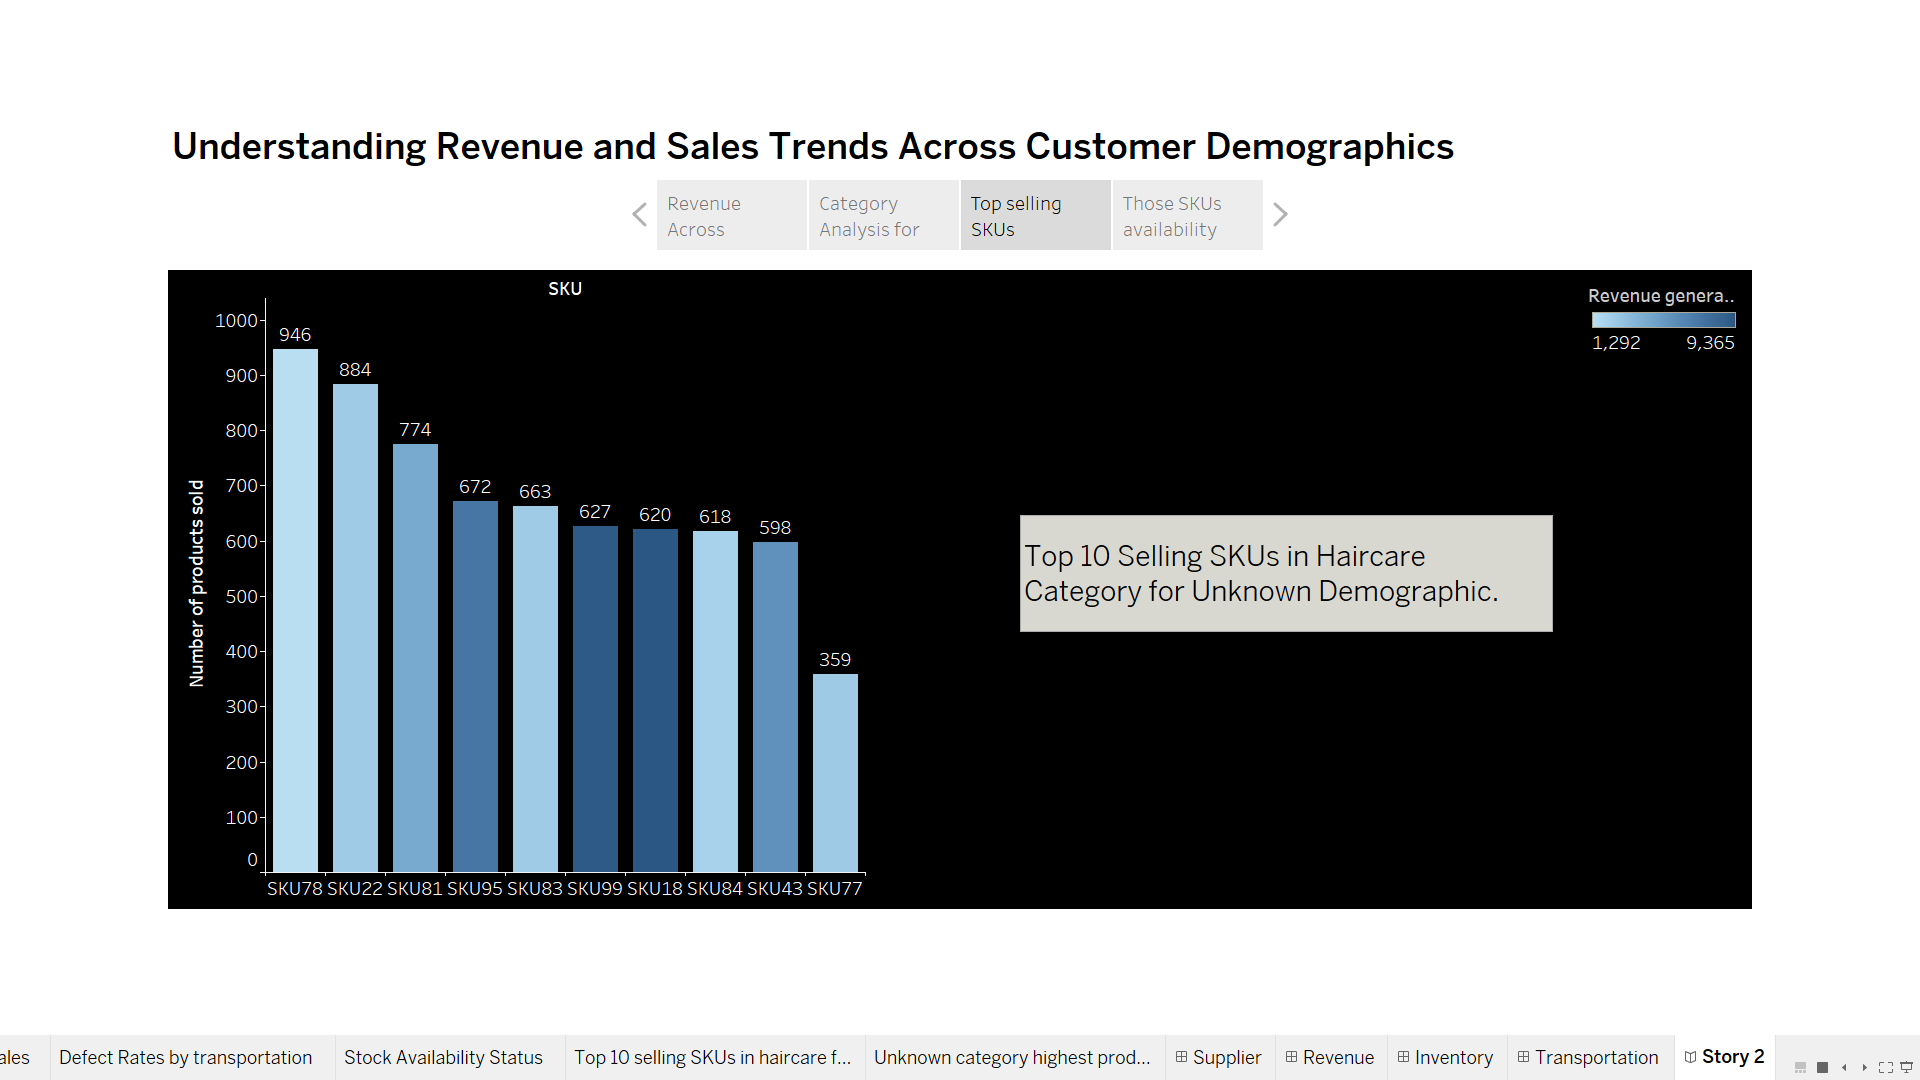 Understanding Revenue and Sales Trends Across Customer Demographics
Revenue
Across
Category
Analysis for
Top selling
SKUs
Those SKUs
availability
SKU
Revenue genera..
1,292 9,365
Number of products sold
1000
900
800
700
600
500
400
300
200
100
0
946
884
774
672
663
627
620
618
598
359
SKU78 SKU22 SKU81 SKU95 SKU83 SKU99 SKU18 SKU84 SKU43 SKU77
Top 10 Selling SKUs in Haircare
Category for Unknown Demographic.
ales Defect Rates by transportation Stock Availability Status Top 10 selling SKUs in haircare f... Unknown category highest prod... Supplier Revenue Inventory Transportation Story 2